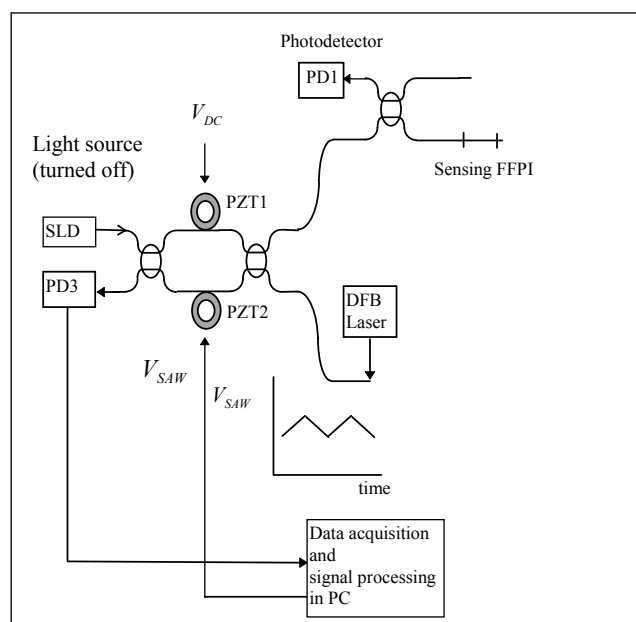 Photodetector
PD1
V_DC
Light source
(turned off)
Sensing FFPI
PZT1
SLD
PD3
DFB
Laser
PZT2
V_SAW
V_SAW
time
Data acquisition
and
signal processing
in PC